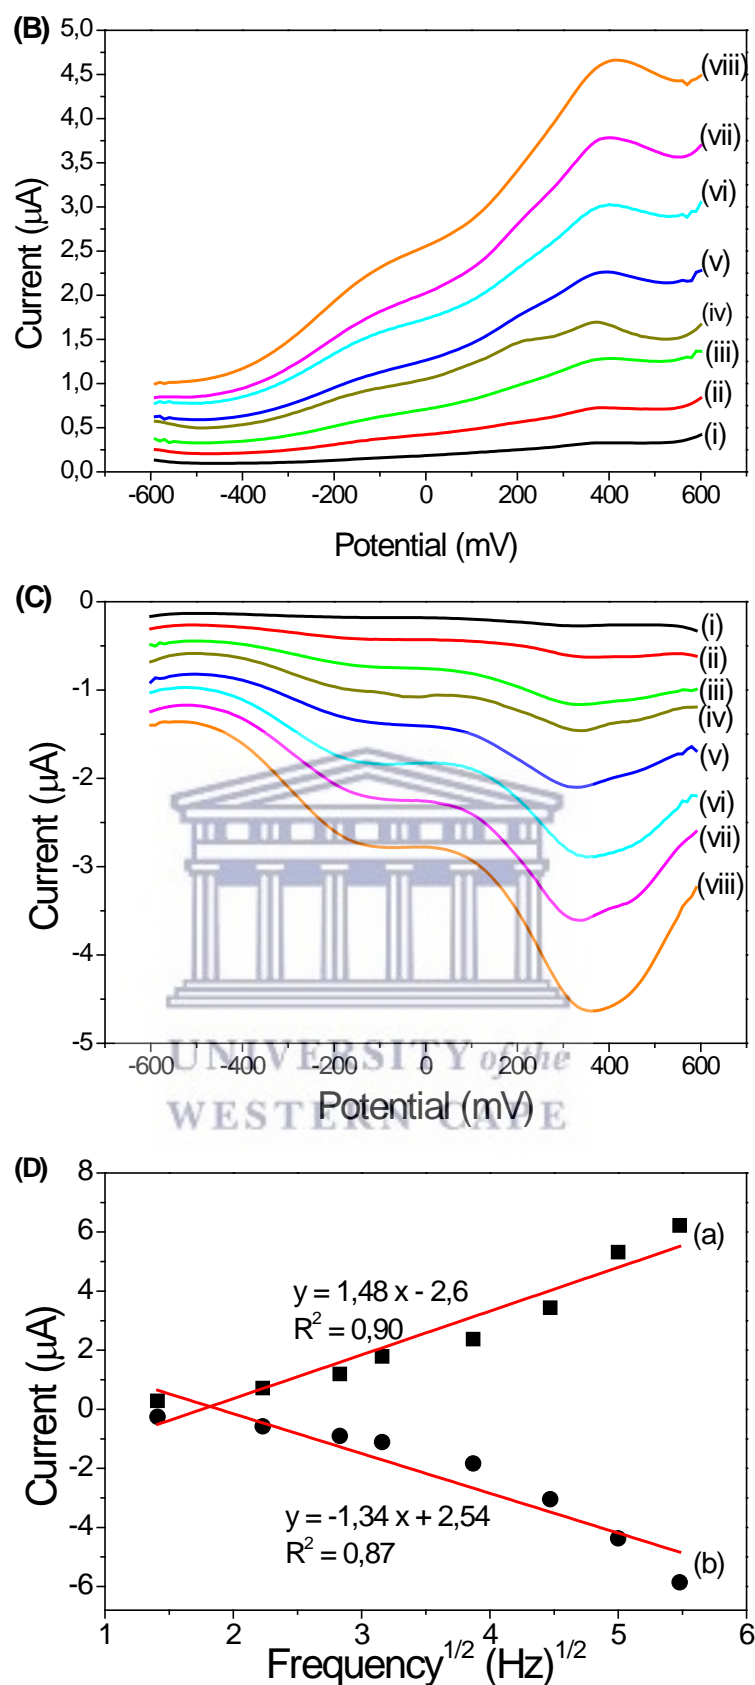 (B)
5,0
4,5
4,0
3,5
3,0
2,5
2,0
1,5
1,0
0,5
0,0
Current (μA)
(viii)
(vii)
(vi)
(v)
(iv)
(iii)
(ii)
(i)
-600 -400 -200 0 200 400 600
Potential (mV)
(C)
0
-1
-2
-3
-4
-5
Current (μA)
(i)
(ii)
(iii)
(iv)
(v)
(vi)
(vii)
(viii)
-600 -400 -200 0 200 400 600
UNIVERSITY of the
WESTERN CAPE
Potential (mV)
(D)
8
6
4
2
0
-2
-4
-6
Current (μA)
(a)
y = 1,48 x - 2,6
R² = 0,90
y = -1,34 x + 2,54
R² = 0,87
(b)
1 2 3 4 5 6
Frequency^1/2 (Hz)^1/2